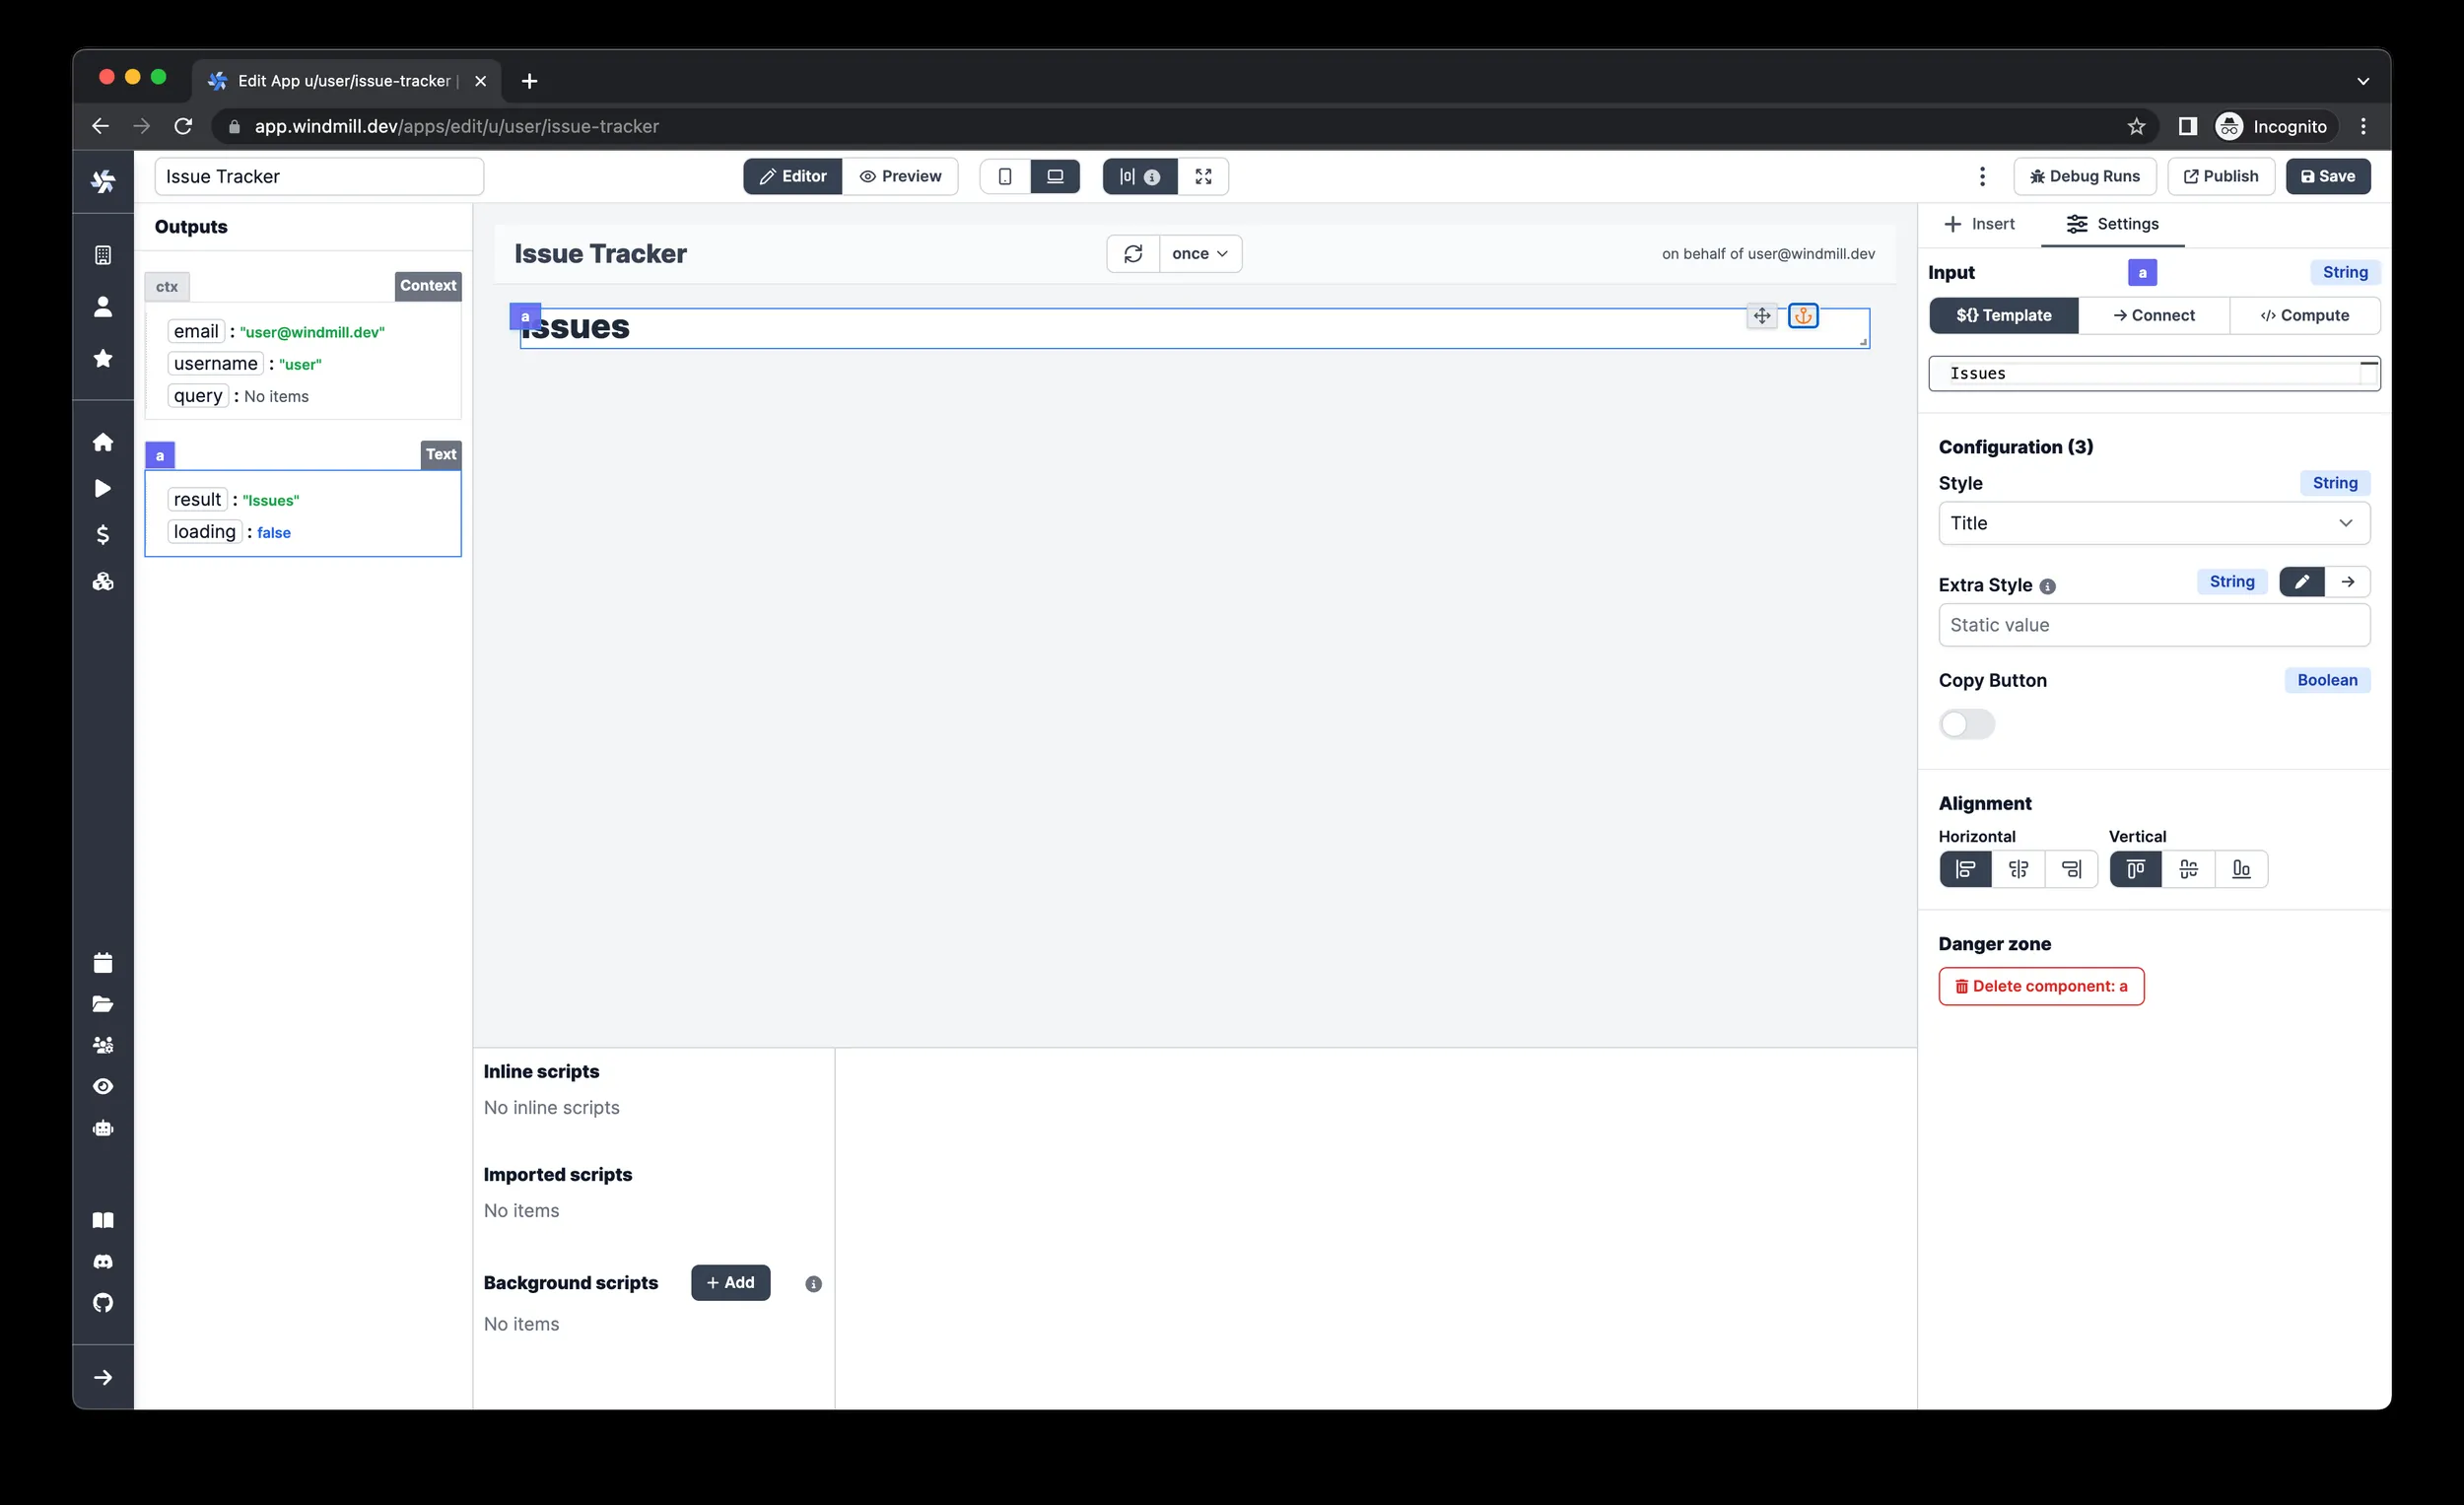 Edit App u/user/issue-tracker |
app.windmill.dev/apps/edit/u/user/issue-tracker
Incognito
Issue Tracker
Editor
Preview
Debug Runs
Publish
Save
Outputs
ctx
Context
email : "user@windmill.dev"
username : "user"
query : No items
a
Text
result : "Issues"
loading : false
Issue Tracker
once
on behalf of user@windmill.dev
a
Issues
Inline scripts
No inline scripts
Imported scripts
No items
Background scripts
+ Add
No items
Insert
Settings
Input
a
String
${} Template
Connect
Compute
Issues
Configuration (3)
Style
String
Title
Extra Style
String
Static value
Copy Button
Boolean
Alignment
Horizontal
Vertical
Danger zone
Delete component: a